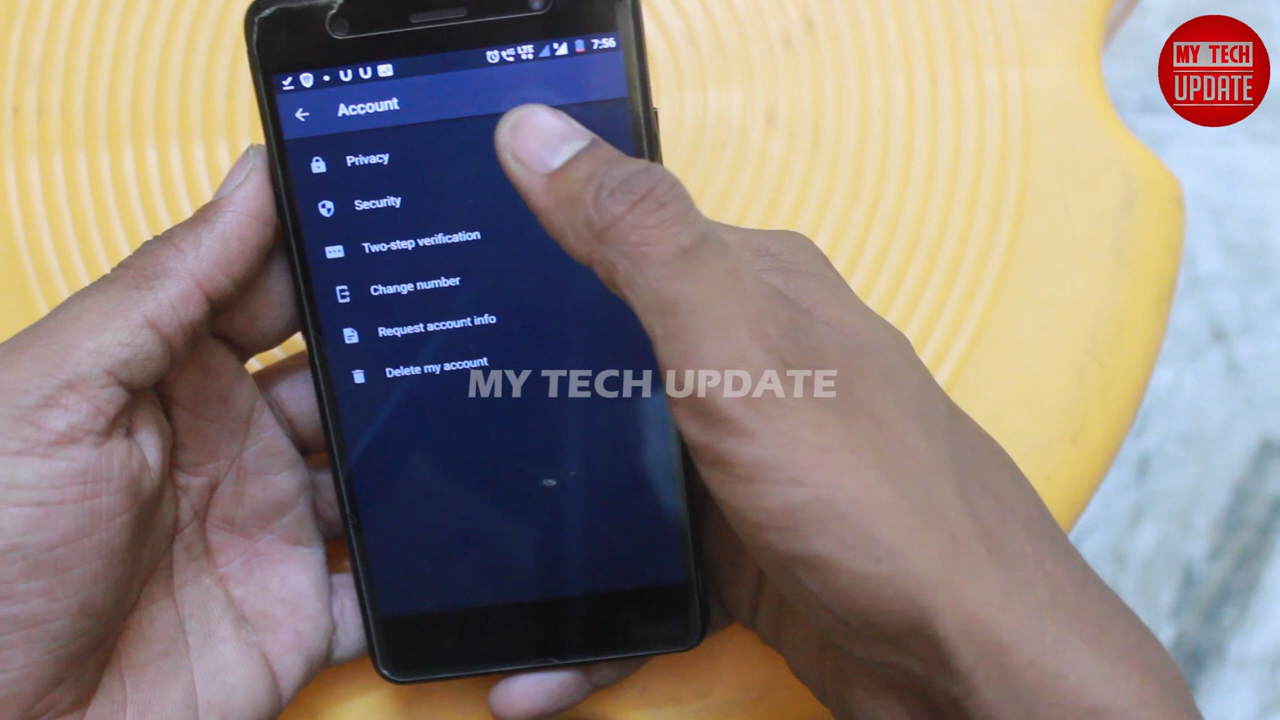 MY TECH
UPDATE
LTE
7:56
Account
Privacy
Security
Two-step verification
Change number
Request account info
Delete my account
MY TECH UPDATE